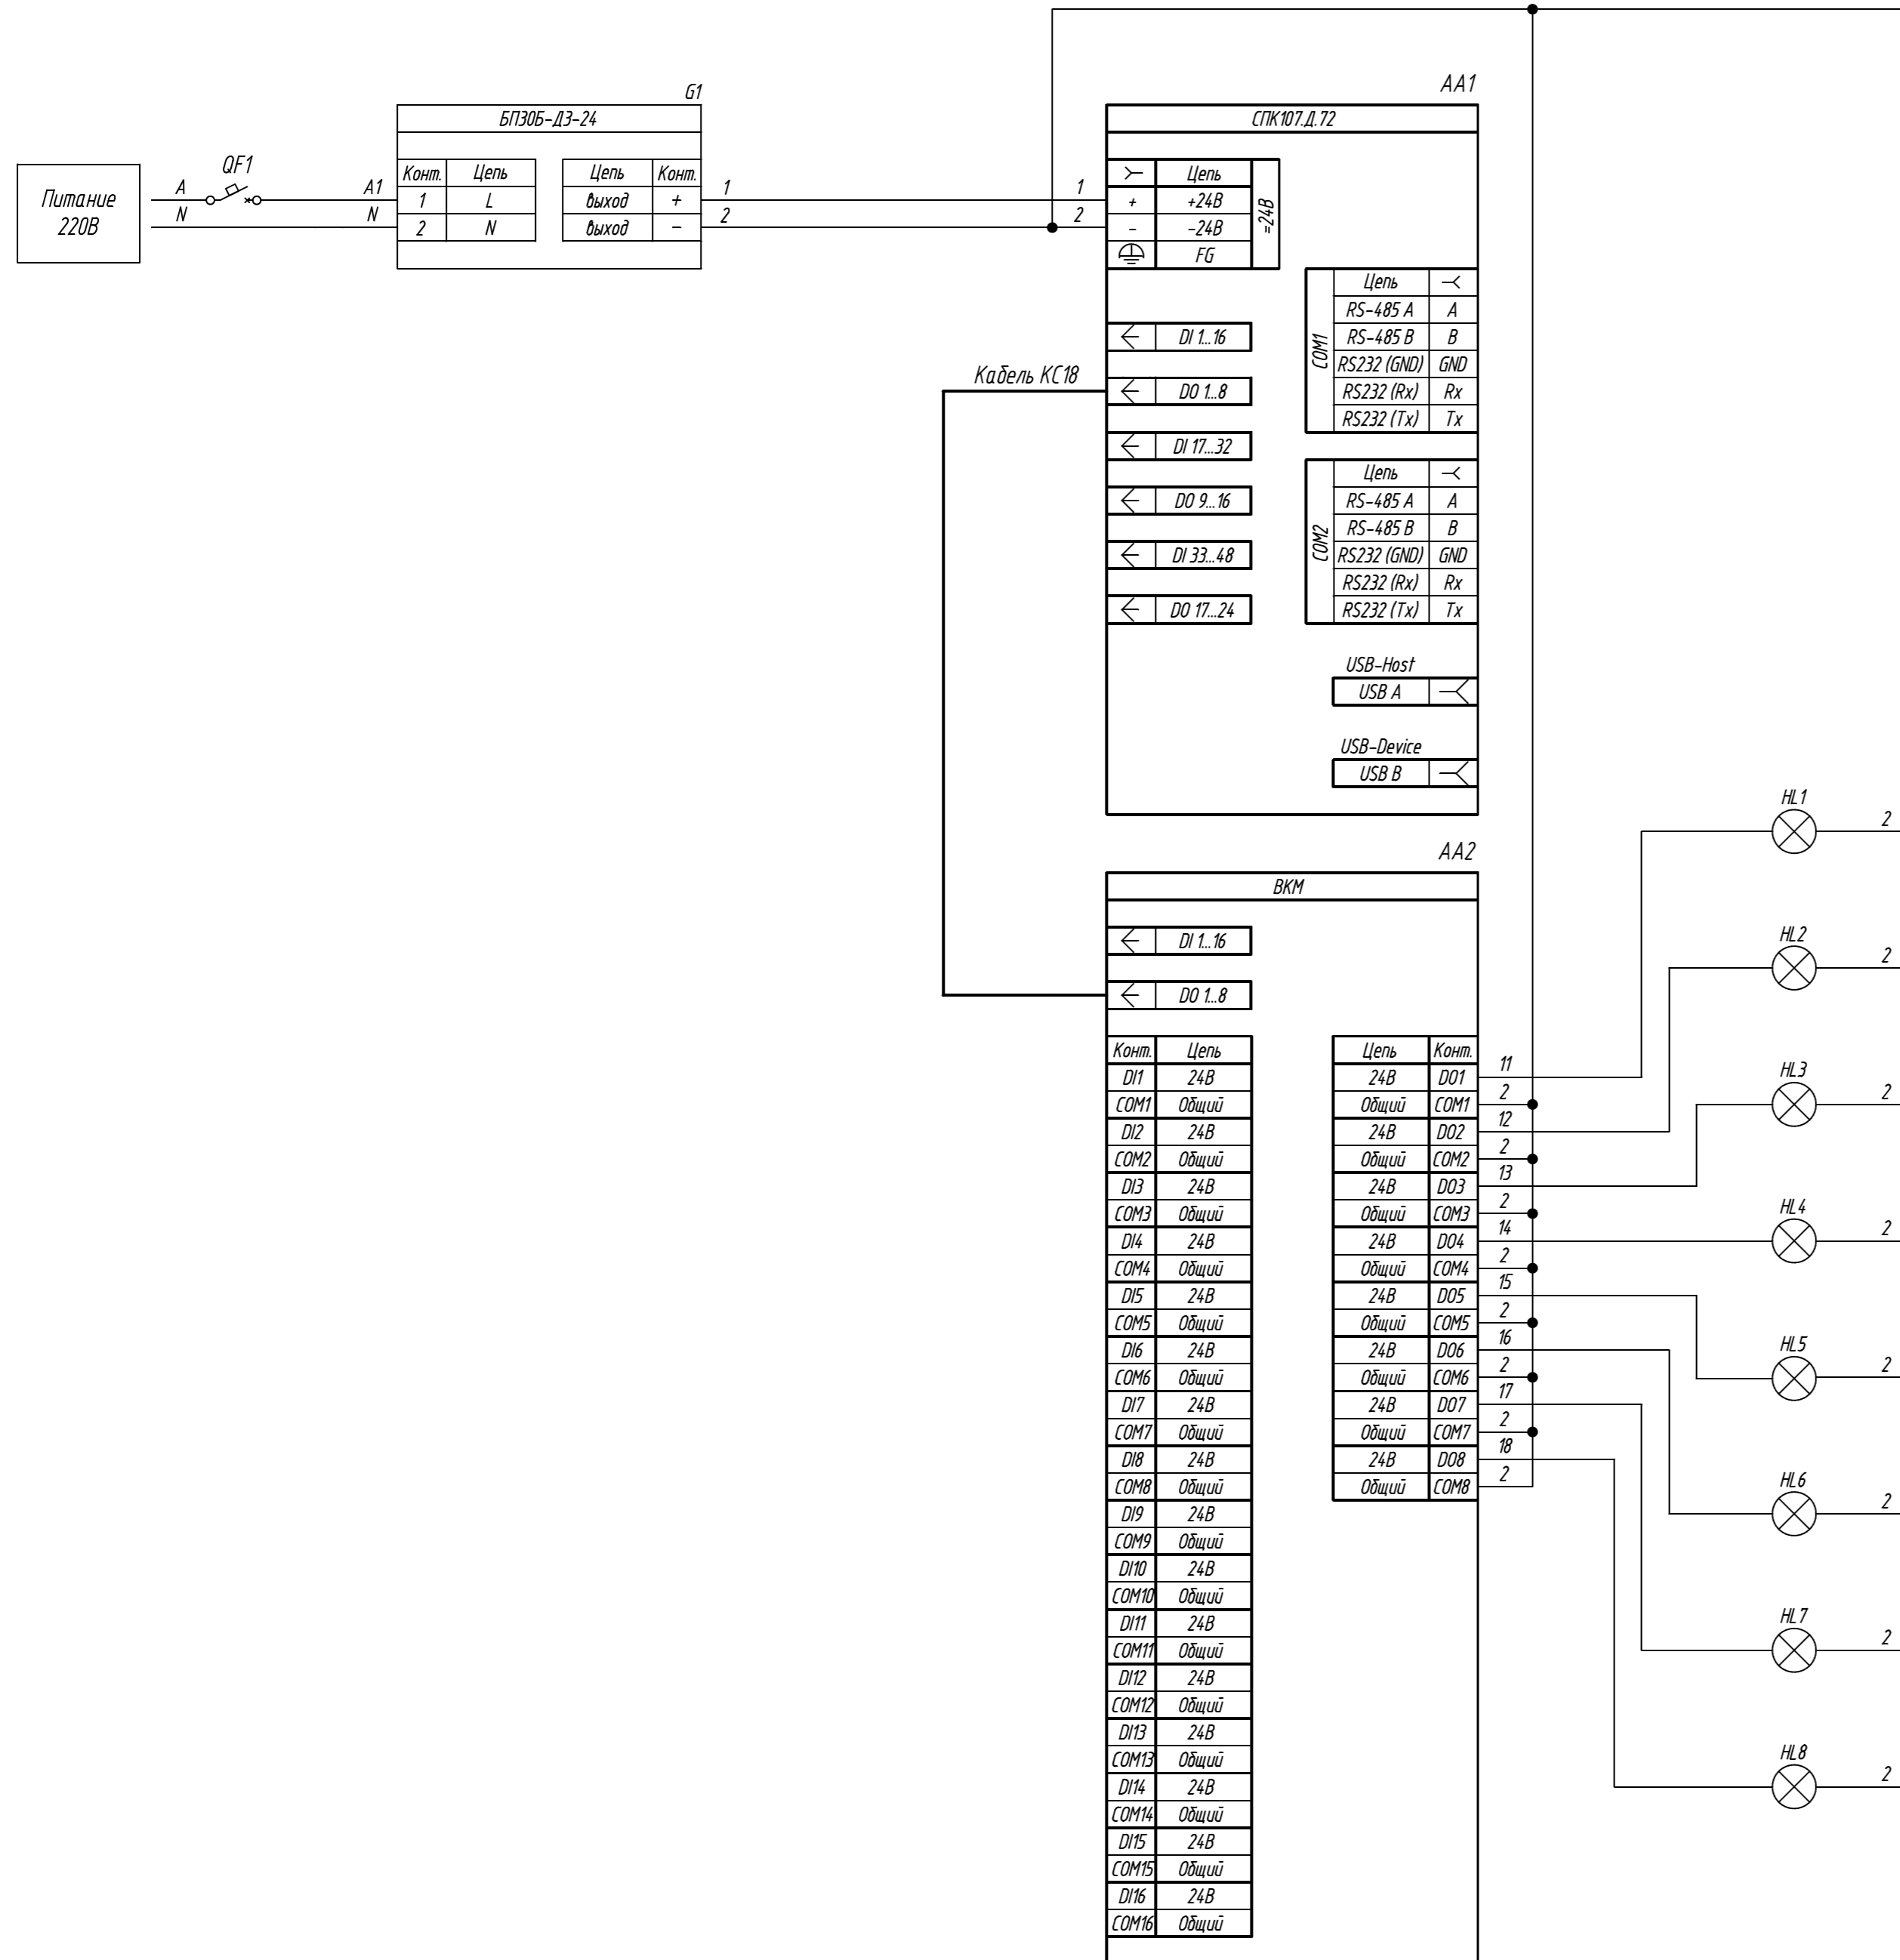 Питание
220В
A
N
QF1
A1
N
G1
БП30Б-Д3-24
Конт. Цепь Цепь Конт.
1 L выход +
2 N выход -
1
2
1
2
AA1
СПК107.Д.72
Цепь
+ +24В
- -24В
FG
=24В
COM1
Цепь
RS-485 A A
RS-485 B B
RS232 (GND) GND
RS232 (Rx) Rx
RS232 (Tx) Tx
DI 1...16
Кабель КС18
DO 1...8
DI 17...32
DO 9...16
DI 33...48
DO 17...24
COM2
Цепь
RS-485 A A
RS-485 B B
RS232 (GND) GND
RS232 (Rx) Rx
RS232 (Tx) Tx
USB-Host
USB A
USB-Device
USB B
AA2
ВКМ
DI 1...16
DO 1...8
Конт. Цепь
DI1 24В
COM1 Общий
DI2 24В
COM2 Общий
DI3 24В
COM3 Общий
DI4 24В
COM4 Общий
DI5 24В
COM5 Общий
DI6 24В
COM6 Общий
DI7 24В
COM7 Общий
DI8 24В
COM8 Общий
DI9 24В
COM9 Общий
DI10 24В
COM10 Общий
DI11 24В
COM11 Общий
DI12 24В
COM12 Общий
DI13 24В
COM13 Общий
DI14 24В
COM14 Общий
DI15 24В
COM15 Общий
DI16 24В
COM16 Общий
Цепь Конт.
24В DO1 11
Общий COM1 2
24В DO2 12
Общий COM2 2
24В DO3 13
Общий COM3 2
24В DO4 14
Общий COM4 2
24В DO5 15
Общий COM5 2
24В DO6 16
Общий COM6 2
24В DO7 17
Общий COM7 2
24В DO8 18
Общий COM8 2
HL1
2
HL2
2
HL3
2
HL4
2
HL5
2
HL6
2
HL7
2
HL8
2